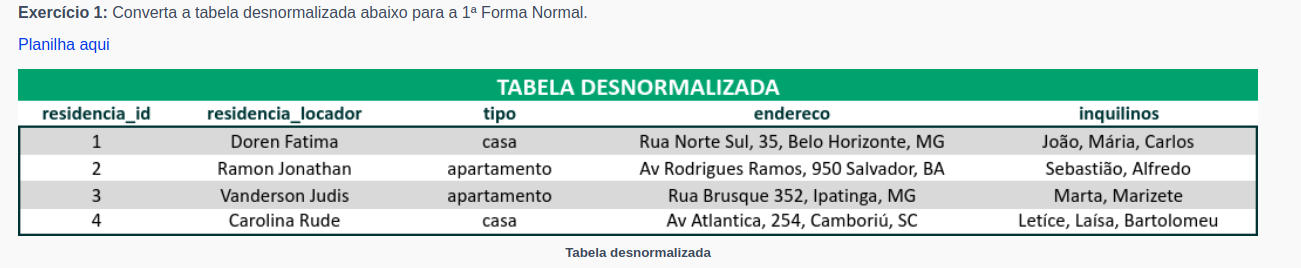 Exercício 1: Converta a tabela desnormalizada abaixo para a 1ª Forma Normal.
Planilha aqui
TABELA DESNORMALIZADA
residencia_id residencia_locador tipo endereco inquilinos
1 Doren Fatima casa Rua Norte Sul, 35, Belo Horizonte, MG João, Mária, Carlos
2 Ramon Jonathan apartamento Av Rodrigues Ramos, 950 Salvador, BA Sebastião, Alfredo
3 Vanderson Judis apartamento Rua Brusque 352, Ipatinga, MG Marta, Marizete
4 Carolina Rude casa Av Atlantica, 254, Camboriú, SC Letíce, Laísa, Bartolomeu
Tabela desnormalizada